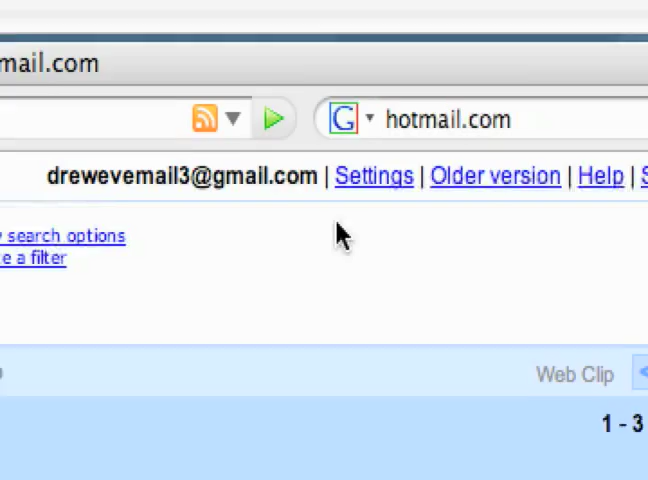 mail.com
G hotmail.com
drewevemail3@gmail.com | Settings | Older version | Help | S
search options
e a filter
Web Clip <
1 - 3